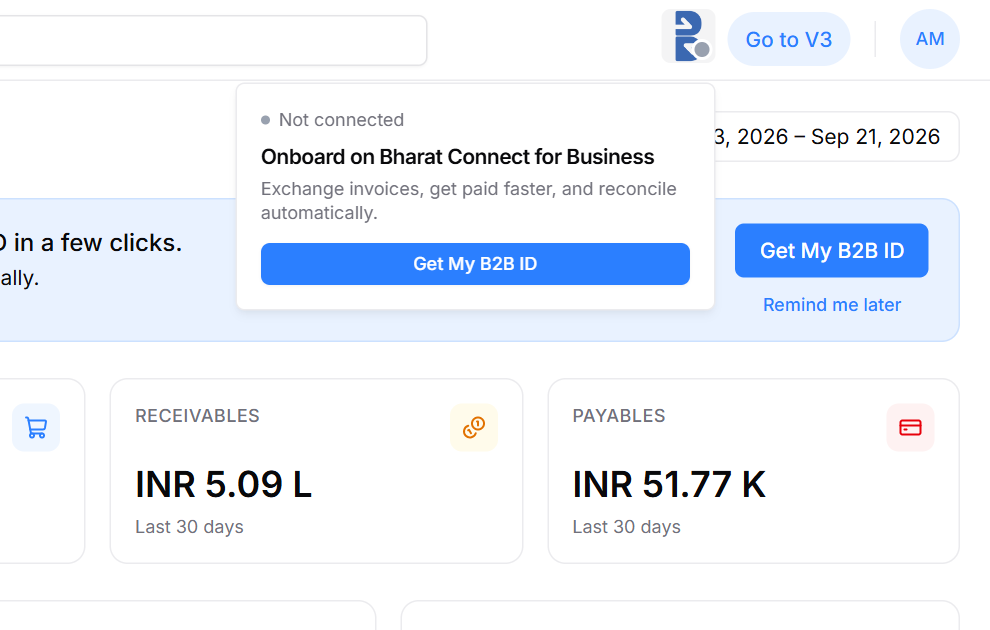 Go to V3
AM
Not connected
Onboard on Bharat Connect for Business
Exchange invoices, get paid faster, and reconcile
automatically.
Get My B2B ID
3, 2026 – Sep 21, 2026
in a few clicks.
ally.
Get My B2B ID
Remind me later
RECEIVABLES
INR 5.09 L
Last 30 days
PAYABLES
INR 51.77 K
Last 30 days